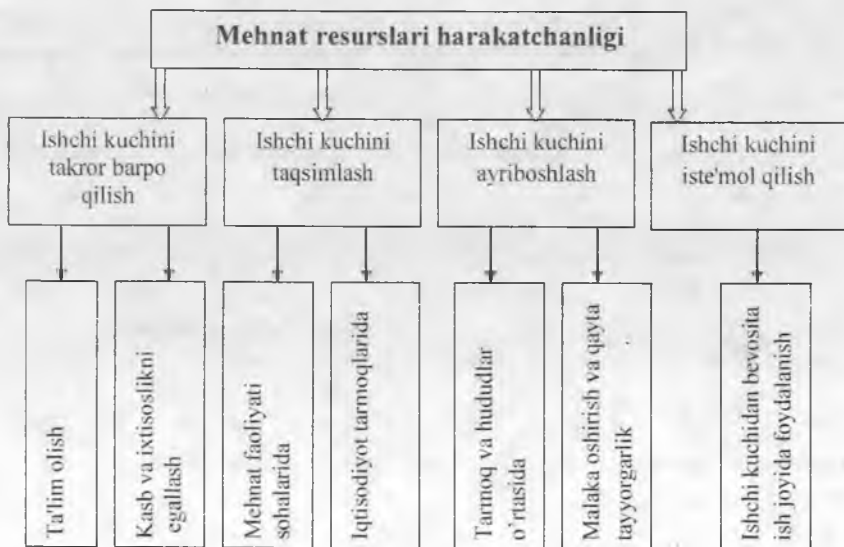 Mehnat resurslari harakatchanligi
Ishchi kuchini
takror barpo
qilish
Ishchi kuchini
taqsimlash
Ishchi kuchini
ayriboshlash
Ishchi kuchini
iste'mol qilish
Ta'lim olish
Kasb va ixtisoslikni
egallash
Mehnat faoliyati
sohalarida
Iqtisodiyot tarmoqlarida
Tarmoq va hududlar
o'rtasida
Malaka oshirish va qayta
tayyorgarlik
Ishchi kuchidan bevosita
ish joyida foydalanish